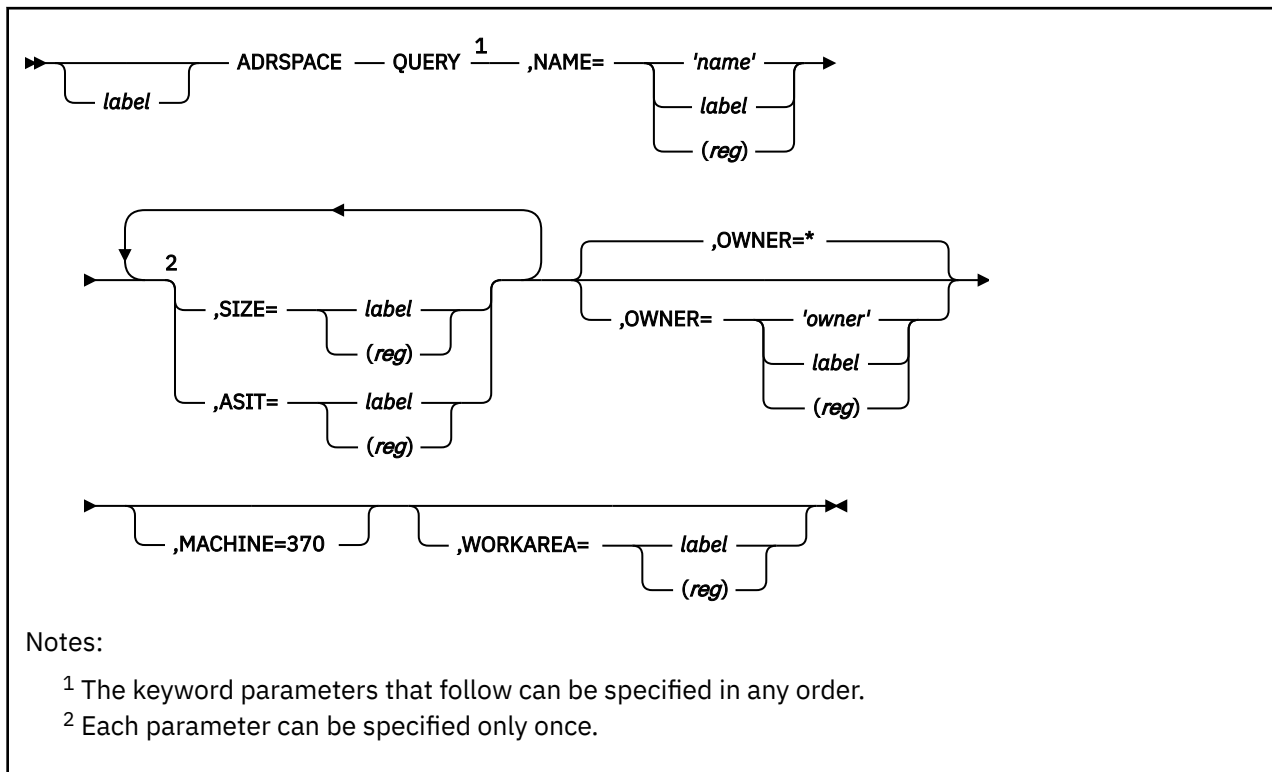 1
ADRSPACE QUERY ,NAME= 'name'
label label
(reg)
,OWNER=*
2
,SIZE= label ,OWNER= 'owner'
(reg) label
,ASIT= label (reg)
(reg)
,MACHINE=370 ,WORKAREA= label
(reg)
Notes:
1 The keyword parameters that follow can be specified in any order.
2 Each parameter can be specified only once.